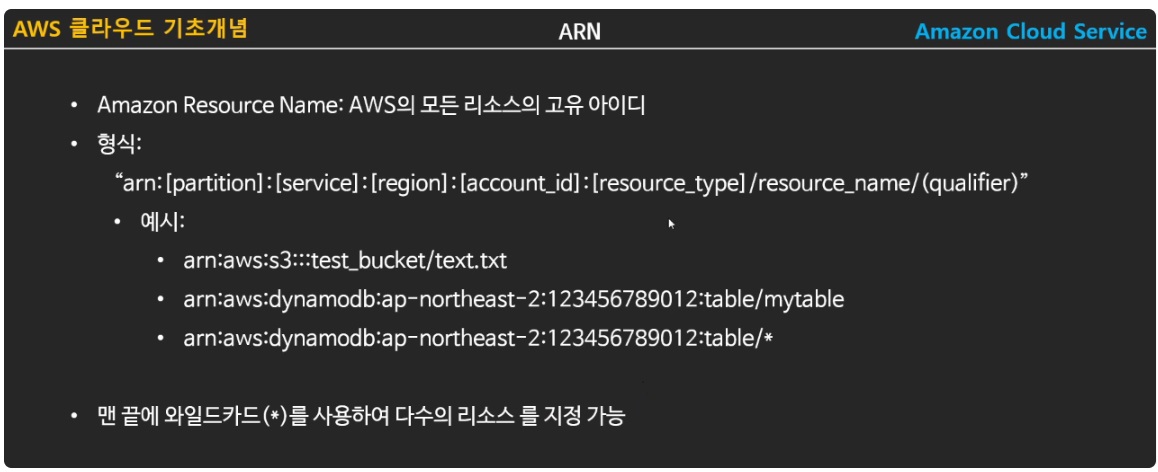 AWS 클라우드 기초개념
ARN
Amazon Cloud Service
• Amazon Resource Name: AWS의 모든 리소스의 고유 아이디
• 형식:
“arn:[partition]:[service]:[region]:[account_id]:[resource_type]/resource_name/(qualifier)”
• 예시:
• arn:aws:s3:::test_bucket/text.txt
• arn:aws:dynamodb:ap-northeast-2:123456789012:table/mytable
• arn:aws:dynamodb:ap-northeast-2:123456789012:table/*
• 맨 끝에 와일드카드(*)를 사용하여 다수의 리소스 를 지정 가능